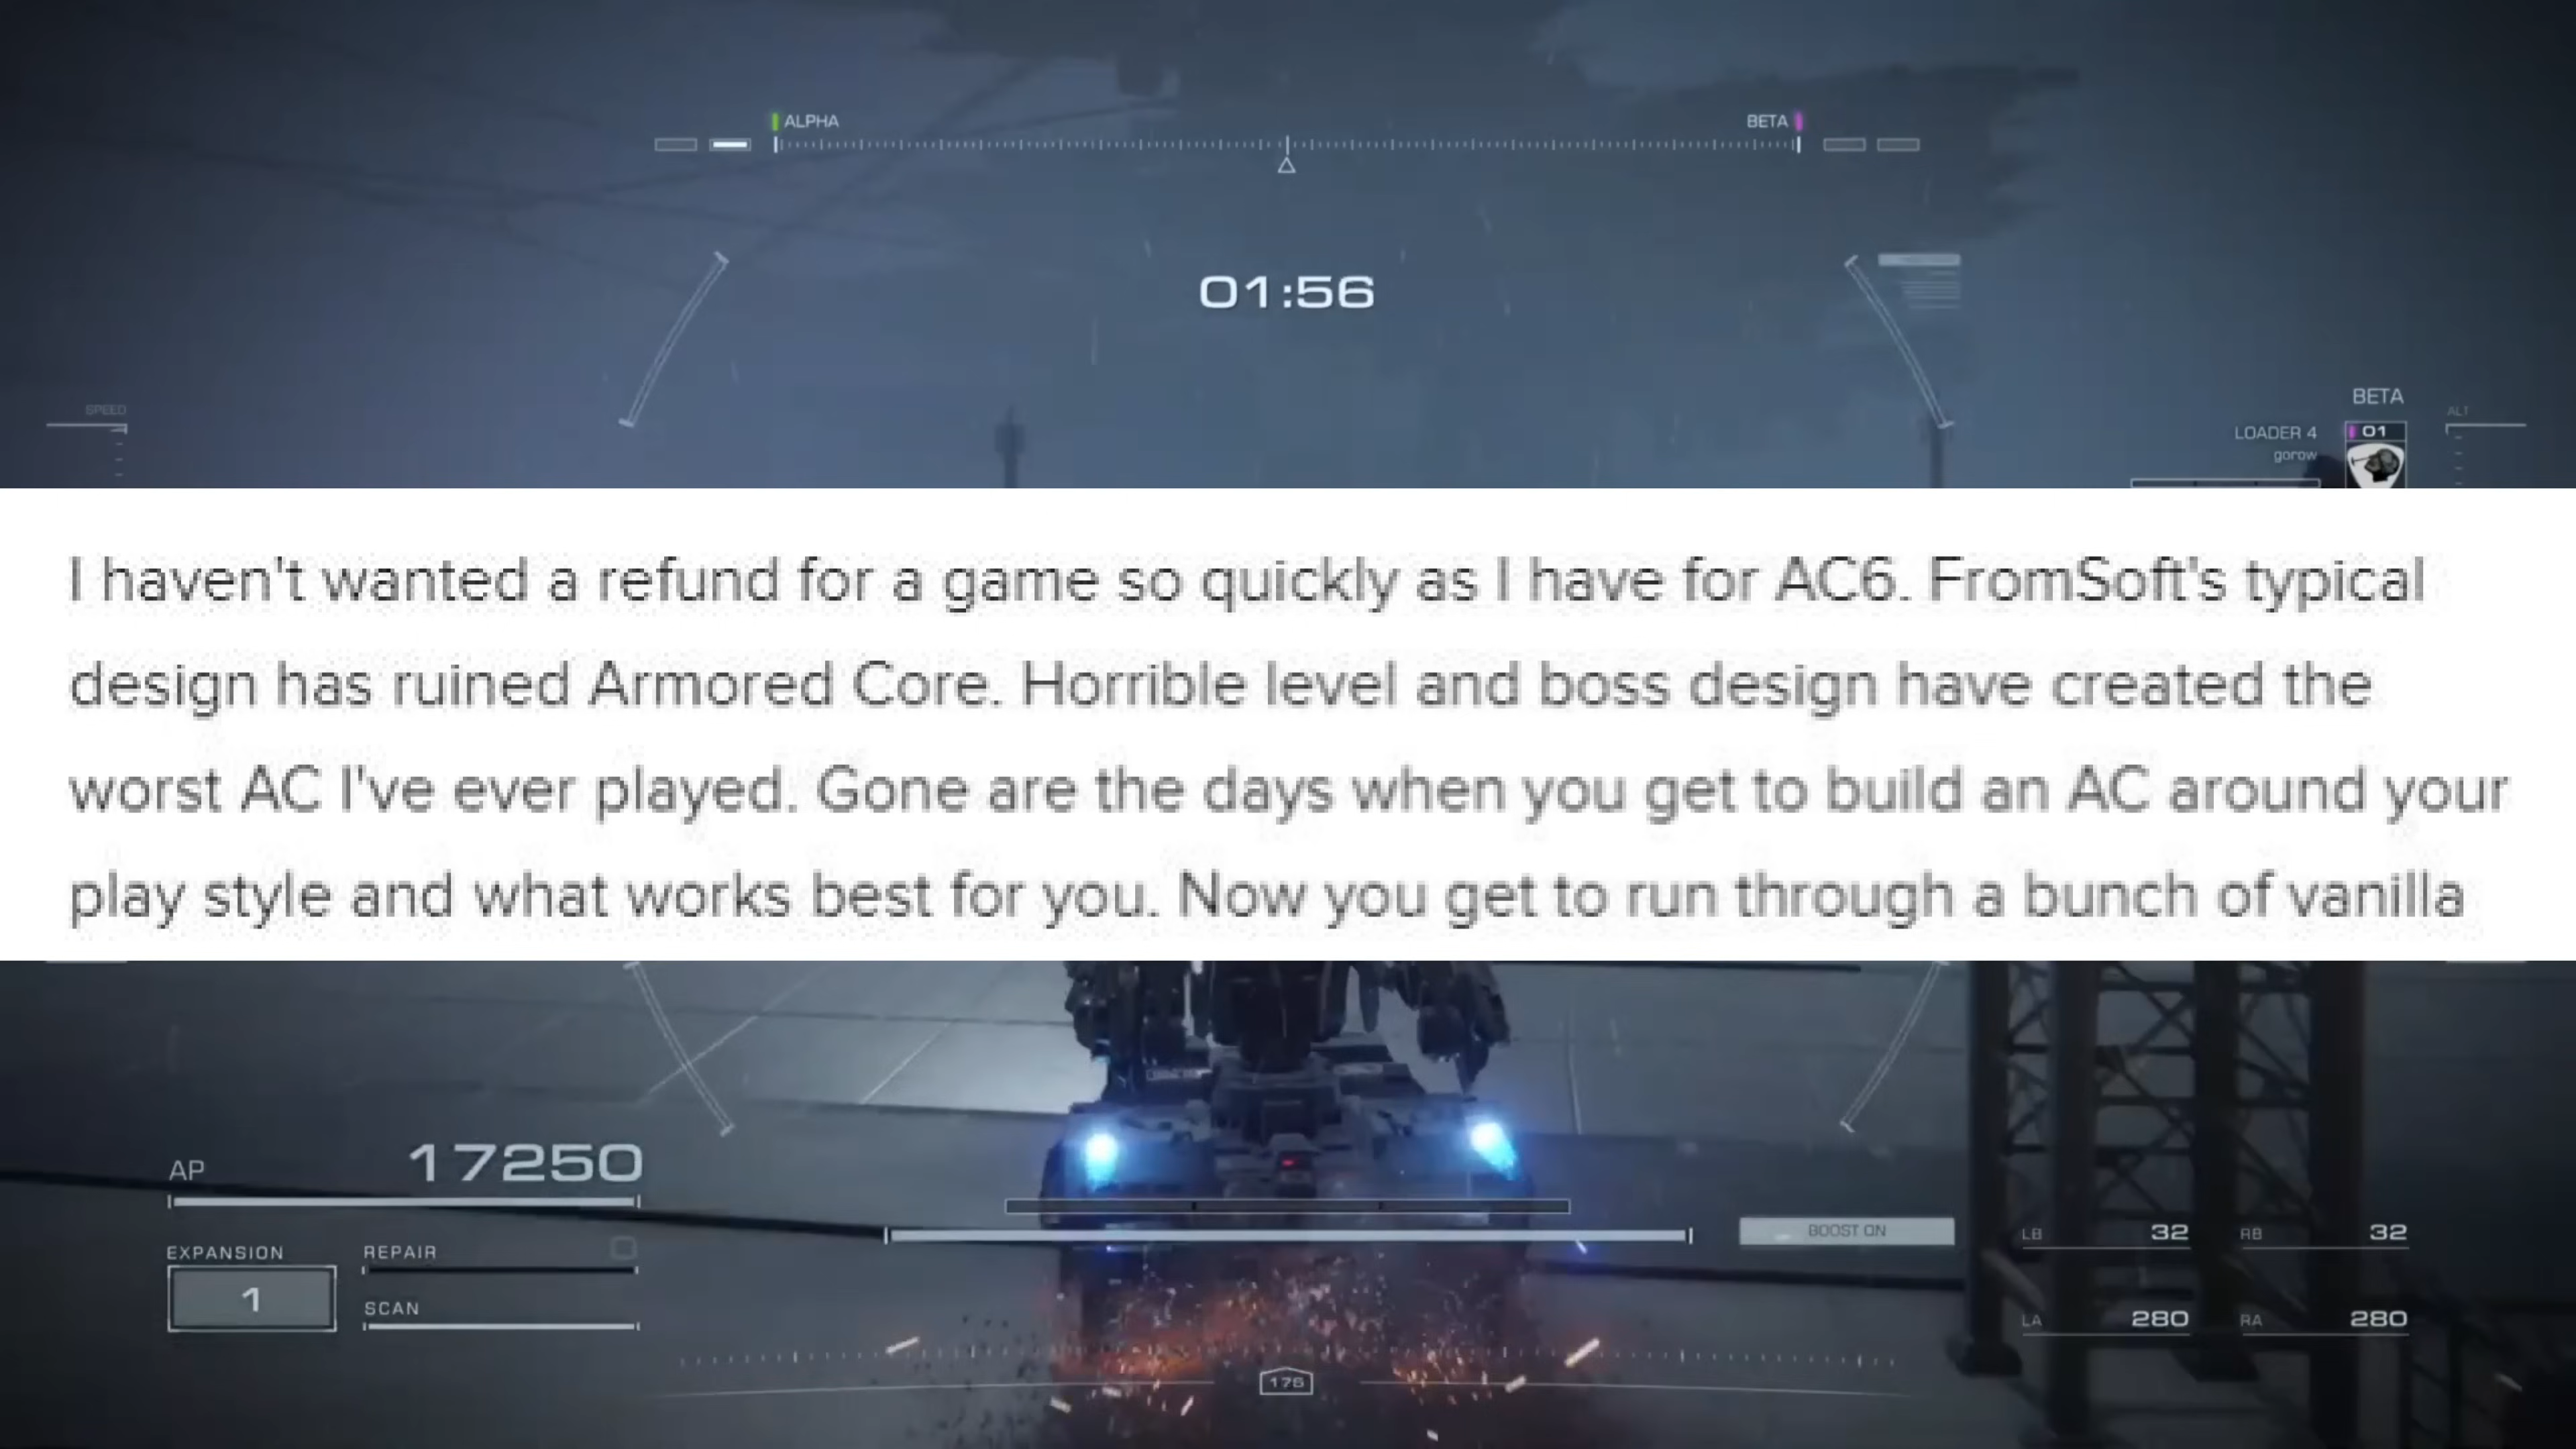 ALPHA
BETA
01:56
SPEED
BETA
ALT
LOADER 4
01
gorow
I haven't wanted a refund for a game so quickly as I have for AC6. FromSoft's typical
design has ruined Armored Core. Horrible level and boss design have created the
worst AC I've ever played. Gone are the days when you get to build an AC around your
play style and what works best for you. Now you get to run through a bunch of vanilla
AP 17250
EXPANSION
1
REPAIR
SCAN
BOOST ON
LB 32 RB 32
LA 280 RA 280
176